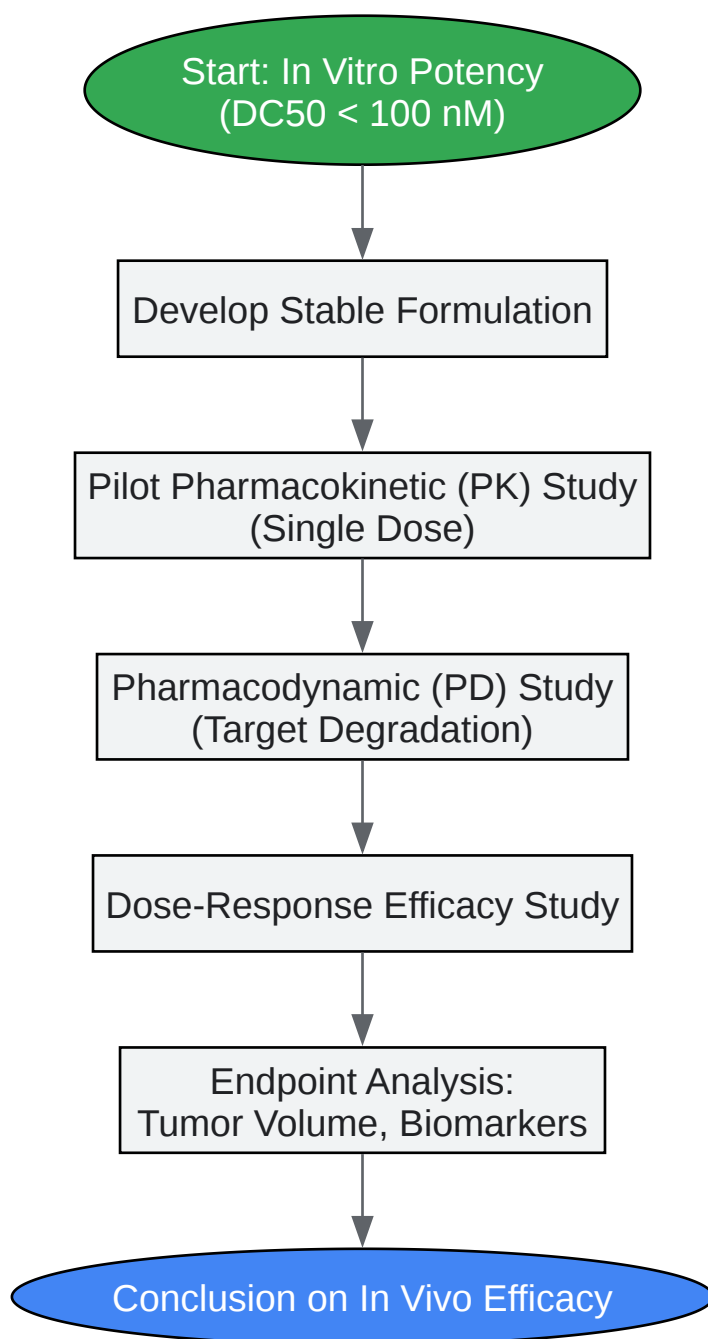 Start: In Vitro Potency
(DC50 < 100 nM)
Develop Stable Formulation
Pilot Pharmacokinetic (PK) Study
(Single Dose)
Pharmacodynamic (PD) Study
(Target Degradation)
Dose-Response Efficacy Study
Endpoint Analysis:
Tumor Volume, Biomarkers
Conclusion on In Vivo Efficacy